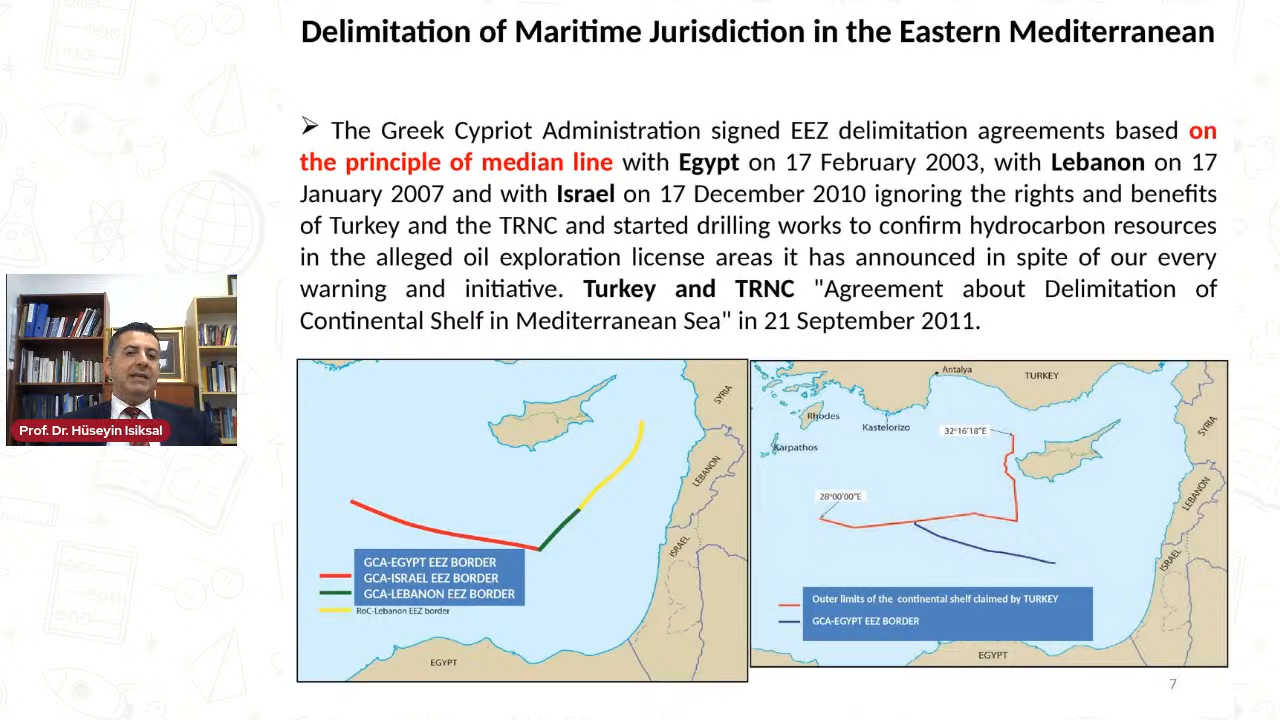 Delimitation of Maritime Jurisdiction in the Eastern Mediterranean
➢ The Greek Cypriot Administration signed EEZ delimitation agreements based on
the principle of median line with Egypt on 17 February 2003, with Lebanon on 17
January 2007 and with Israel on 17 December 2010 ignoring the rights and benefits
of Turkey and the TRNC and started drilling works to confirm hydrocarbon resources
in the alleged oil exploration license areas it has announced in spite of our every
warning and initiative. Turkey and TRNC "Agreement about Delimitation of
Continental Shelf in Mediterranean Sea" in 21 September 2011.
Prof. Dr. Hüseyin Isiksal
SYRIA
LEBANON
ISRAEL
GCA-EGYPT EEZ BORDER
GCA-ISRAEL EEZ BORDER
GCA-LEBANON EEZ BORDER
RoC-Lebanon EEZ border
EGYPT
Antalya
TURKEY
Rhodes
Kastelorizo
32°16'18"E
Karpathos
SYRIA
LEBANON
28°00'00"E
ISRAEL
Outer limits of the continental shelf claimed by TURKEY
GCA-EGYPT EEZ BORDER
EGYPT
7